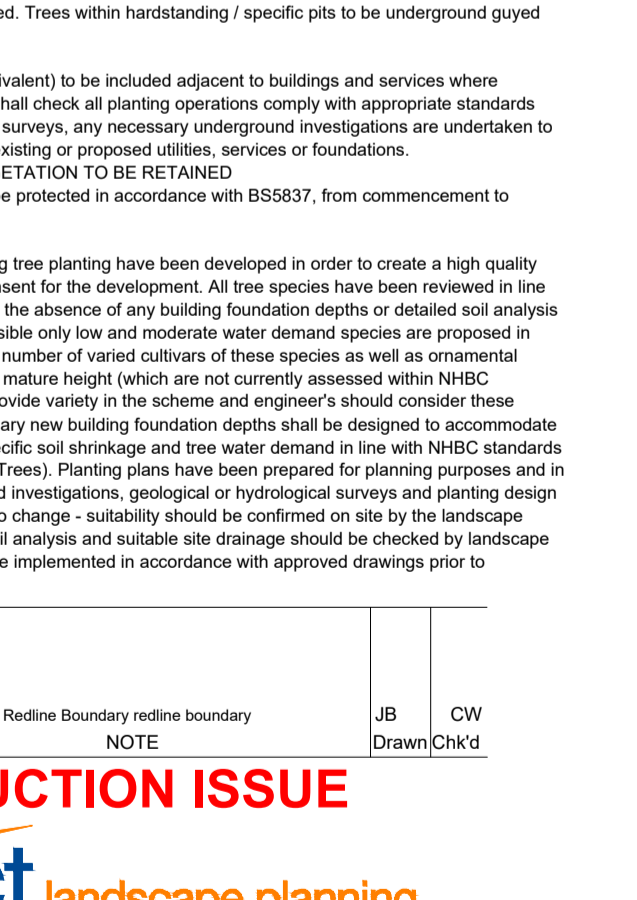 ed. Trees within hardstanding / specific pits to be underground guyed
ivalent) to be included adjacent to buildings and services where
hall check all planting operations comply with appropriate standards
surveys, any necessary underground investigations are undertaken to
xisting or proposed utilities, services or foundations.
ETATION TO BE RETAINED
e protected in accordance with BS5837, from commencement to
g tree planting have been developed in order to create a high quality
nsent for the development. All tree species have been reviewed in line
the absence of any building foundation depths or detailed soil analysis
sible only low and moderate water demand species are proposed in
number of varied cultivars of these species as well as ornamental
mature height (which are not currently assessed within NHBC
ovide variety in the scheme and engineer's should consider these
ary new building foundation depths shall be designed to accommodate
ecific soil shrinkage and tree water demand in line with NHBC standards
Trees). Planting plans have been prepared for planning purposes and in
d investigations, geological or hydrological surveys and planting design
o change - suitability should be confirmed on site by the landscape
il analysis and suitable site drainage should be checked by landscape
e implemented in accordance with approved drawings prior to
Redline Boundary redline boundary JB CW
NOTE Drawn Chk'd
UCTION ISSUE
ct landscape planning